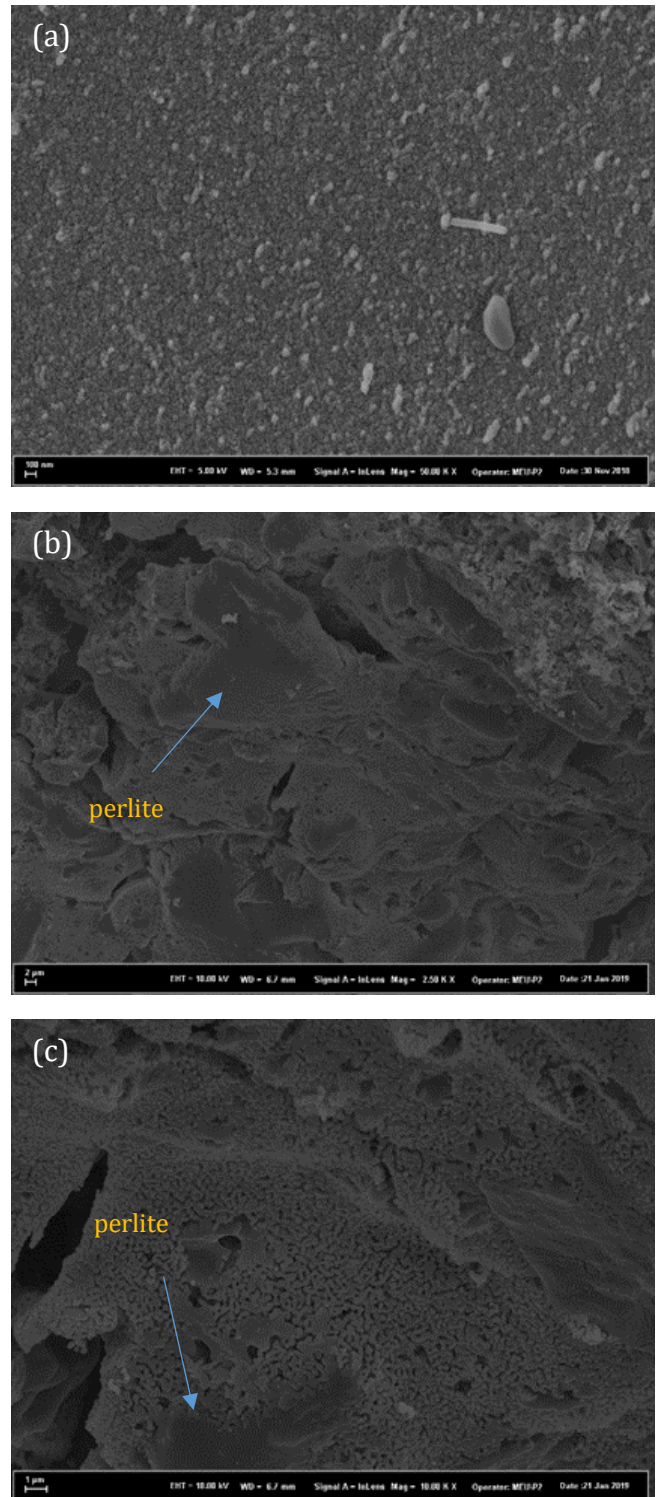 (a)
100 nm EHT = 5.00 kV WD = 5.3 mm Signal A = InLens Mag = 50.00 K X Operator: MEU-P2 Date :30 Nov 2018
(b)
perlite
2 µm EHT = 10.00 kV WD = 6.7 mm Signal A = InLens Mag = 2.50 K X Operator: MEU-P2 Date :21 Jan 2019
(c)
perlite
1 µm EHT = 10.00 kV WD = 6.7 mm Signal A = InLens Mag = 10.00 K X Operator: MEU-P2 Date :21 Jan 2019